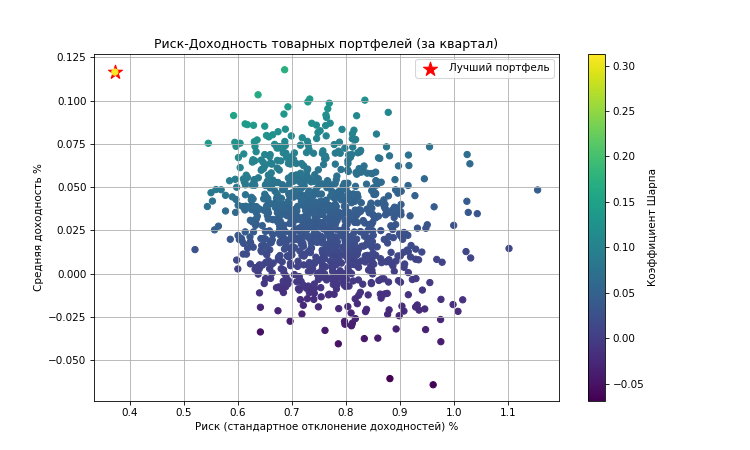 Риск-Доходность товарных портфелей (за квартал)
Лучший портфель
Средняя доходность %
0.125
0.100
0.075
0.050
0.025
0.000
−0.025
−0.050
0.4 0.5 0.6 0.7 0.8 0.9 1.0 1.1
Риск (стандартное отклонение доходностей) %
0.30
0.25
0.20
0.15
0.10
0.05
0.00
−0.05
Коэффициент Шарпа